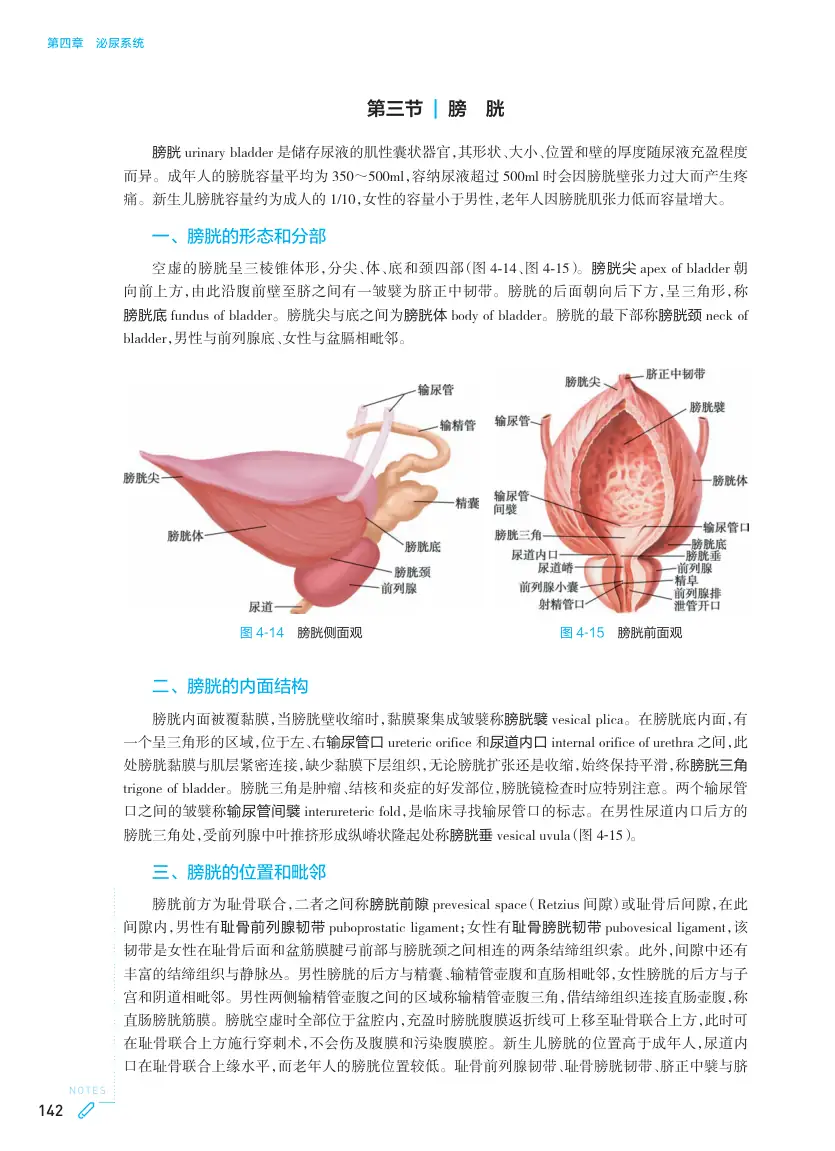 第四章 泌尿系统
第三节 | 膀 胱
膀胱 urinary bladder 是储存尿液的肌性囊状器官,其形状、大小、位置和壁的厚度随尿液充盈程度
而异。成年人的膀胱容量平均为 350～500ml,容纳尿液超过 500ml 时会因膀胱壁张力过大而产生疼
痛。新生儿膀胱容量约为成人的 1/10,女性的容量小于男性,老年人因膀胱肌张力低而容量增大。
一、膀胱的形态和分部
空虚的膀胱呈三棱锥体形,分尖、体、底和颈四部(图 4-14、图 4-15)。膀胱尖 apex of bladder 朝
向前上方,由此沿腹前壁至脐之间有一皱襞为脐正中韧带。膀胱的后面朝向后下方,呈三角形,称
膀胱底 fundus of bladder。膀胱尖与底之间为膀胱体 body of bladder。膀胱的最下部称膀胱颈 neck of
bladder,男性与前列腺底、女性与盆膈相毗邻。
输尿管
输精管
膀胱尖
精囊
膀胱体
膀胱底
膀胱颈
前列腺
尿道
图 4-14 膀胱侧面观
膀胱尖
脐正中韧带
膀胱襞
输尿管
膀胱体
输尿管
间襞
输尿管口
膀胱三角
膀胱底
尿道内口
膀胱垂
尿道嵴
前列腺
前列腺小囊
精阜
射精管口
前列腺排
泄管开口
图 4-15 膀胱前面观
二、膀胱的内面结构
膀胱内面被覆黏膜,当膀胱壁收缩时,黏膜聚集成皱襞称膀胱襞 vesical plica。在膀胱底内面,有
一个呈三角形的区域,位于左、右输尿管口 ureteric orifice 和尿道内口 internal orifice of urethra 之间,此
处膀胱黏膜与肌层紧密连接,缺少黏膜下层组织,无论膀胱扩张还是收缩,始终保持平滑,称膀胱三角
trigone of bladder。膀胱三角是肿瘤、结核和炎症的好发部位,膀胱镜检查时应特别注意。两个输尿管
口之间的皱襞称输尿管间襞 interureteric fold,是临床寻找输尿管口的标志。在男性尿道内口后方的
膀胱三角处,受前列腺中叶推挤形成纵嵴状隆起处称膀胱垂 vesical uvula(图 4-15)。
三、膀胱的位置和毗邻
膀胱前方为耻骨联合,二者之间称膀胱前隙 prevesical space(Retzius 间隙)或耻骨后间隙,在此
间隙内,男性有耻骨前列腺韧带 puboprostatic ligament;女性有耻骨膀胱韧带 pubovesical ligament,该
韧带是女性在耻骨后面和盆筋膜腱弓前部与膀胱颈之间相连的两条结缔组织索。此外,间隙中还有
丰富的结缔组织与静脉丛。男性膀胱的后方与精囊、输精管壶腹和直肠相毗邻,女性膀胱的后方与子
宫和阴道相毗邻。男性两侧输精管壶腹之间的区域称输精管壶腹三角,借结缔组织连接直肠壶腹,称
直肠膀胱筋膜。膀胱空虚时全部位于盆腔内,充盈时膀胱腹膜返折线可上移至耻骨联合上方,此时可
在耻骨联合上方施行穿刺术,不会伤及腹膜和污染腹膜腔。新生儿膀胱的位置高于成年人,尿道内
口在耻骨联合上缘水平,而老年人的膀胱位置较低。耻骨前列腺韧带、耻骨膀胱韧带、脐正中襞与脐
NOTES
142